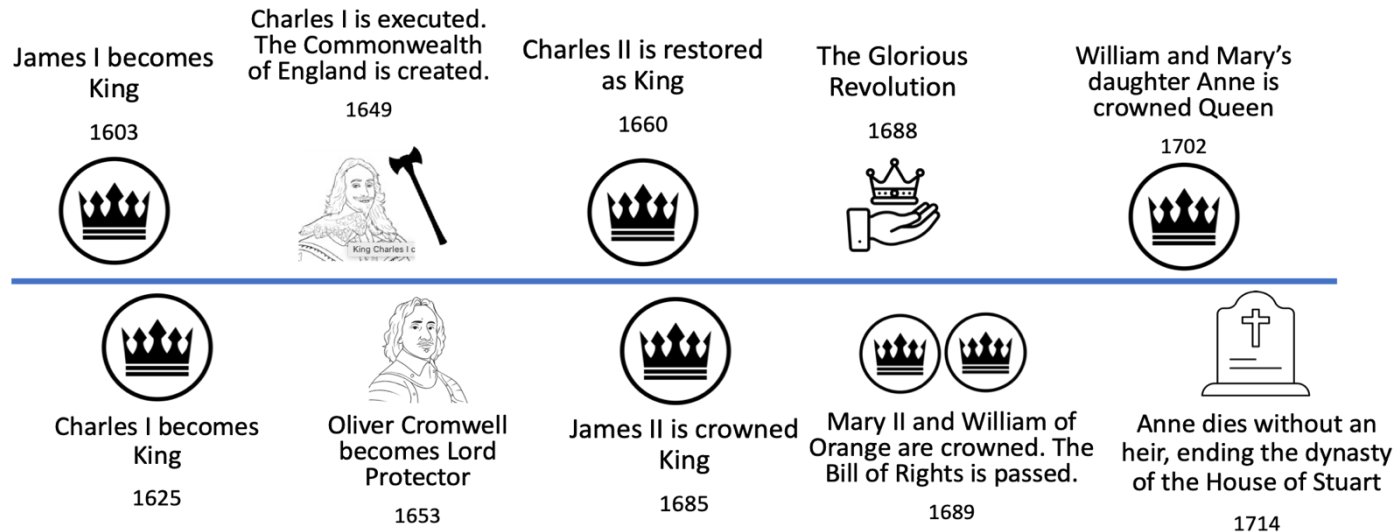 James I becomes
King
1603
Charles I is executed.
The Commonwealth
of England is created.
1649
King Charles I c
Charles II is restored
as King
1660
The Glorious
Revolution
1688
William and Mary’s
daughter Anne is
crowned Queen
1702
Charles I becomes
King
1625
Oliver Cromwell
becomes Lord
Protector
1653
James II is crowned
King
1685
Mary II and William of
Orange are crowned. The
Bill of Rights is passed.
1689
Anne dies without an
heir, ending the dynasty
of the House of Stuart
1714